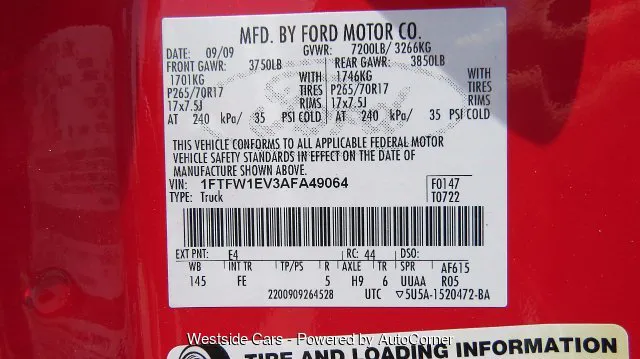 MFD. BY FORD MOTOR CO.
DATE: 09/09 GVWR: 7200LB/ 3266KG
FRONT GAWR: 3750LB REAR GAWR: 3850LB
1701KG WITH 1746KG WITH
P265/70R17 TIRES P265/70R17 TIRES
17x7.5J RIMS 17x7.5J RIMS
AT 240 kPa/ 35 PSI COLD AT 240 kPa/ 35 PSI COLD
THIS VEHICLE CONFORMS TO ALL APPLICABLE FEDERAL MOTOR
VEHICLE SAFETY STANDARDS IN EFFECT ON THE DATE OF
MANUFACTURE SHOWN ABOVE.
VIN: 1FTFW1EV3AFA49064 F0147
TYPE: Truck T0722
EXT PNT: E4 RC: 44 DSO:
WB INT TR TP/PS R AXLE TR SPR AF615
145 FE 5 H9 6 UUAA R05
2200909264528 UTC ▽5U5A-1520472-BA
Westside Cars - Powered by AutoCorner
TIRE AND LOADING INFORMATION